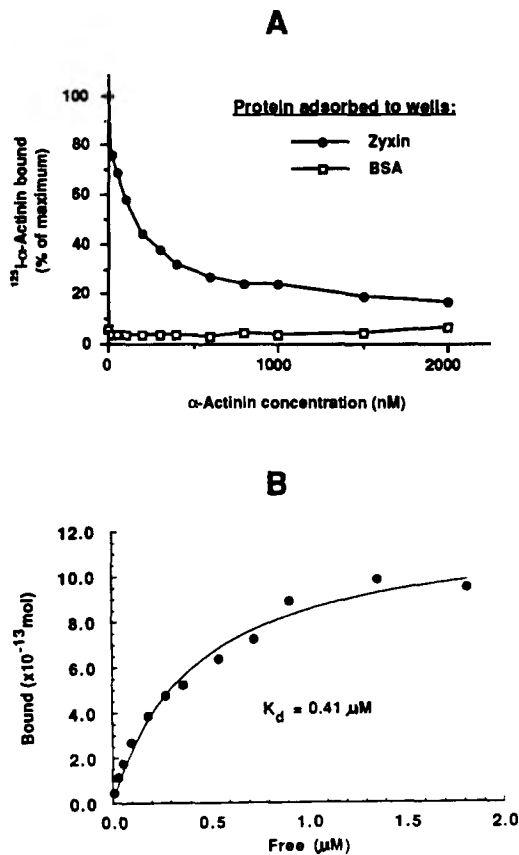 A
Protein adsorbed to wells:
Zyxin
BSA
¹²⁵I-α-Actinin bound
(% of maximum)
100
80
60
40
20
0
0
1000
2000
α-Actinin concentration (nM)
B
Bound (x10⁻¹³mol)
12.0
10.0
8.0
6.0
4.0
2.0
0.0
K_d = 0.41 µM
0.0
0.5
1.0
1.5
2.0
Free (µM)